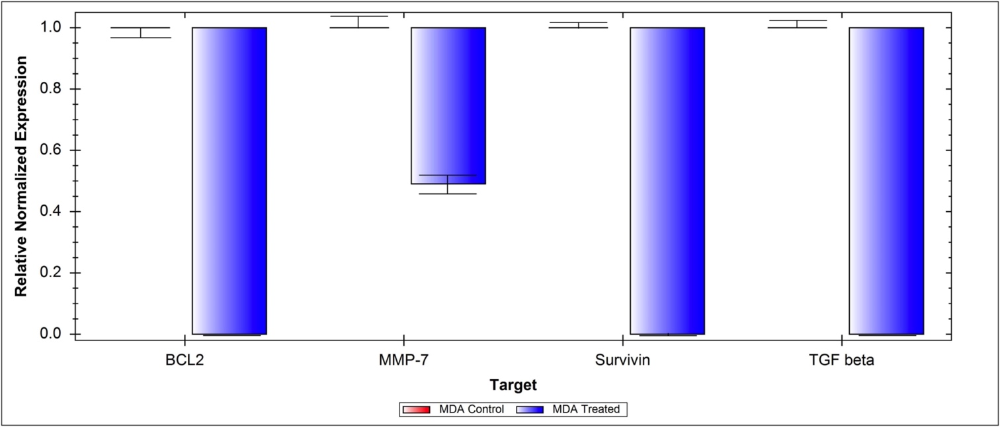 Relative Normalized Expression
1.0
0.8
0.6
0.4
0.2
0.0
BCL2 MMP-7 Survivin TGF beta
Target
MDA Control MDA Treated